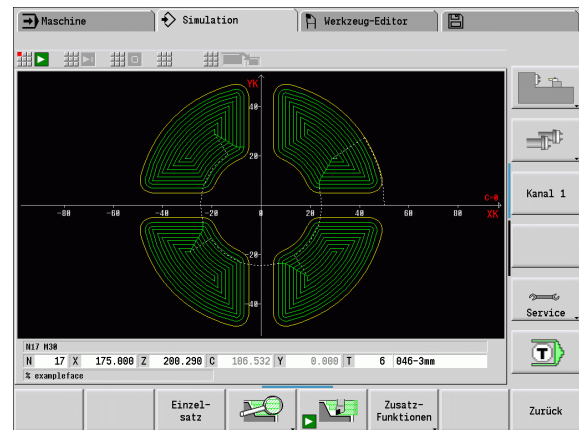 Maschine
Simulation
Werkzeug-Editor
YK
40
20
C=0
-80 -60 -40 -20 0 20 40 60 80 XK
-20
-40
N17 M30
N 17 X 175.000 Z 200.290 C 106.532 Y 0.000 T 6 046-3mm
% exampleface
Kanal 1
Service
T
Einzel-
satz
Zusatz-
Funktionen
Zurück